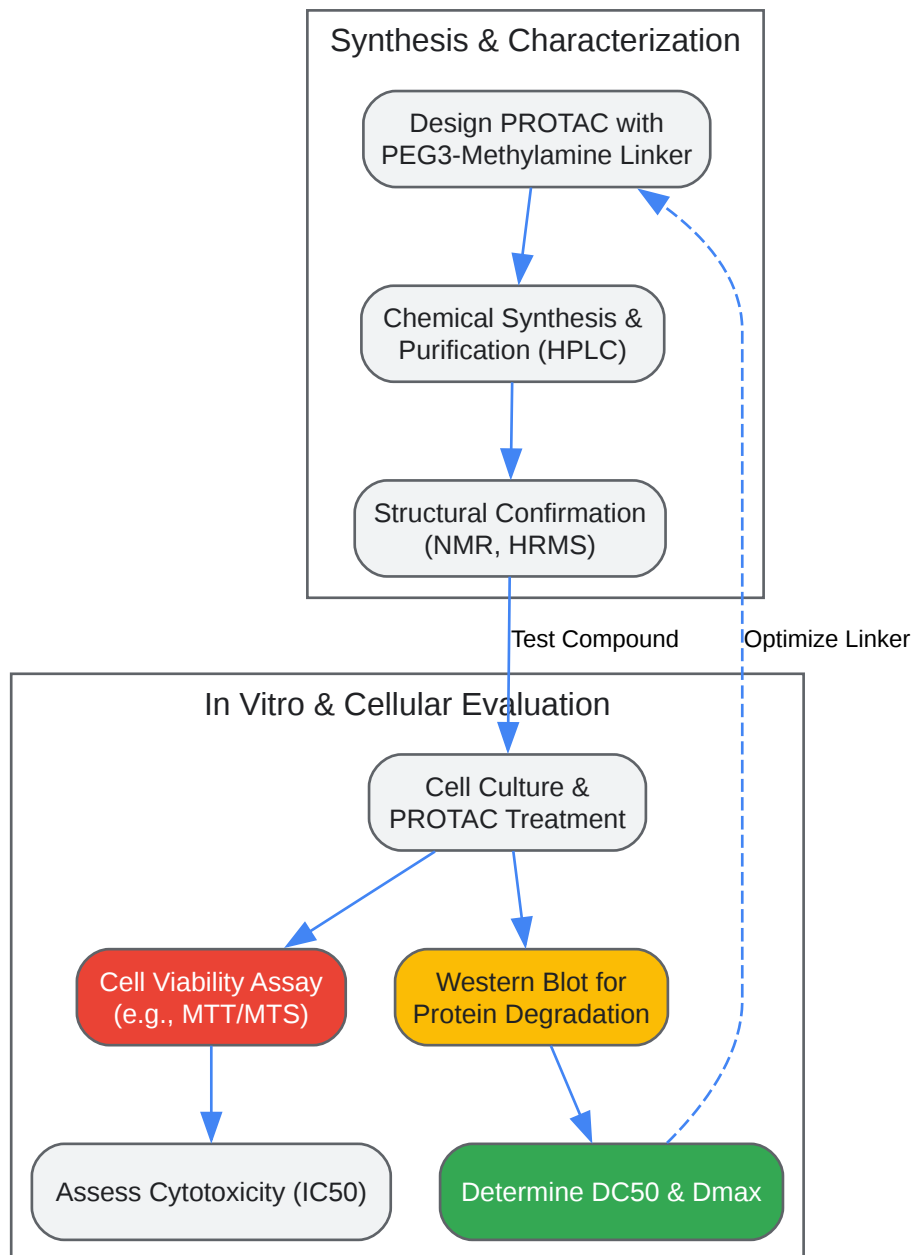 Synthesis & Characterization
Design PROTAC with
PEG3-Methylamine Linker
Chemical Synthesis &
Purification (HPLC)
Structural Confirmation
(NMR, HRMS)
Test Compound
Optimize Linker
In Vitro & Cellular Evaluation
Cell Culture &
PROTAC Treatment
Cell Viability Assay
(e.g., MTT/MTS)
Western Blot for
Protein Degradation
Assess Cytotoxicity (IC50)
Determine DC50 & Dmax